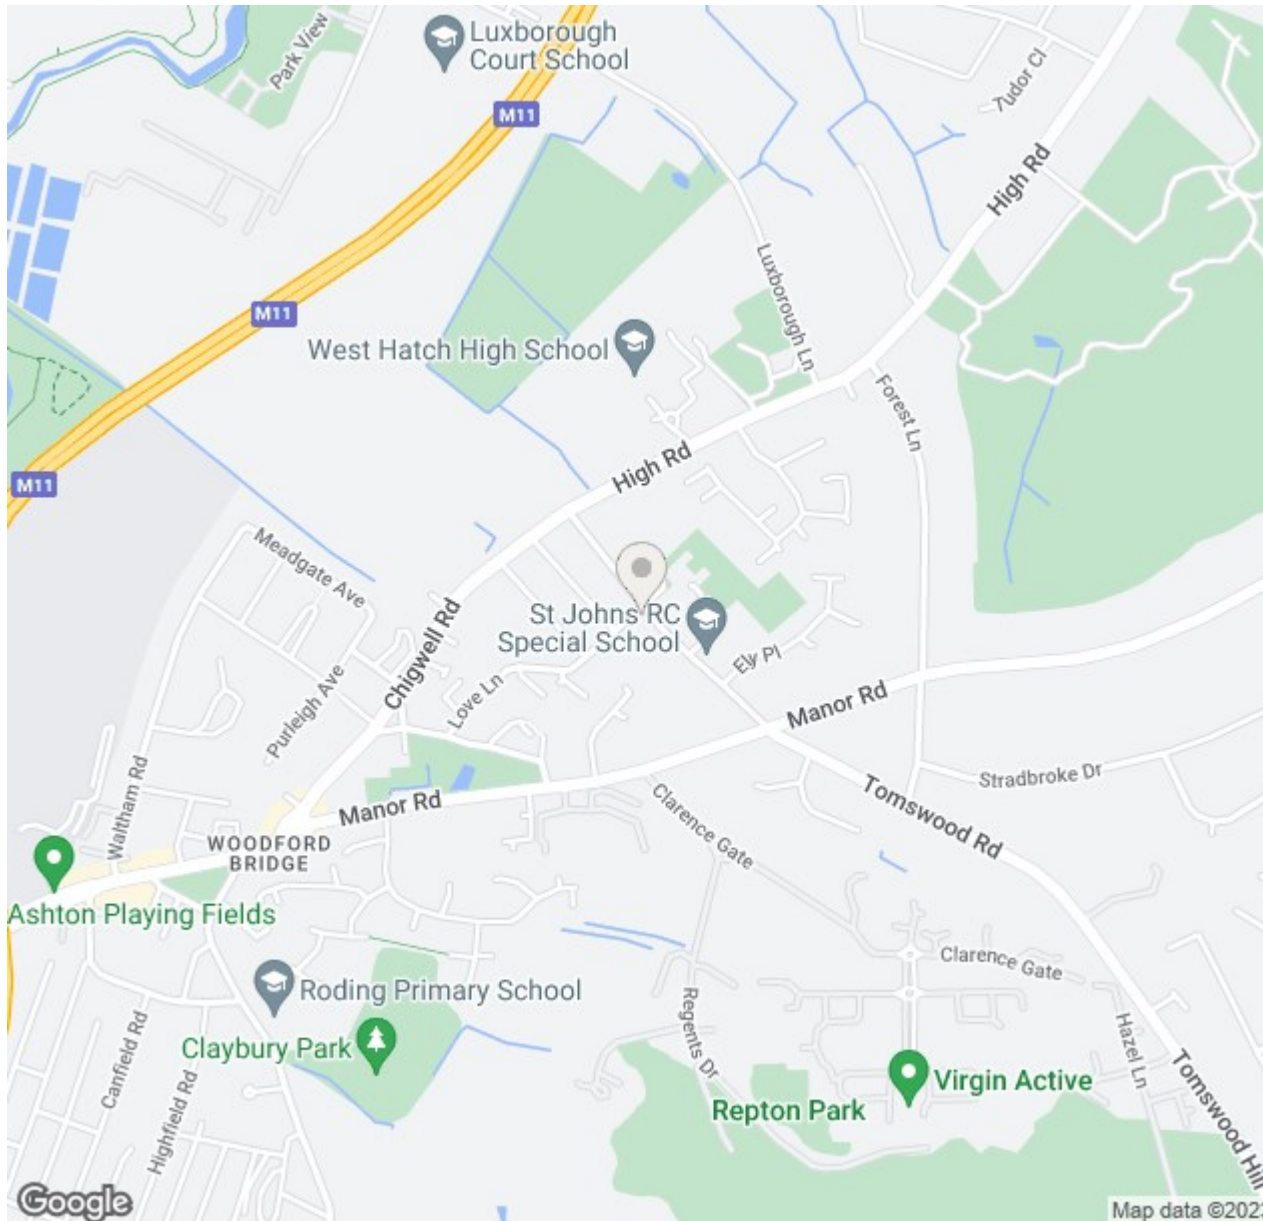 Luxborough
Court School
Park View
M11
Tudor Cl
High Rd
Luxborough Ln
M11
West Hatch High School
Forest Ln
High Rd
M11
Meadgate Ave
Chigwell Rd
St Johns RC
Special School
Ely Pl
Purleigh Ave
Love Ln
Manor Rd
Stradbroke Dr
Waltham Rd
Manor Rd
Clarence Gate
Tomswood Rd
WOODFORD
BRIDGE
Ashton Playing Fields
Clarence Gate
Roding Primary School
Regents Dr
Canfield Rd
Claybury Park
Hazel Ln
Highfield Rd
Virgin Active
Repton Park
Tomswood Hill
Google
Map data ©2023